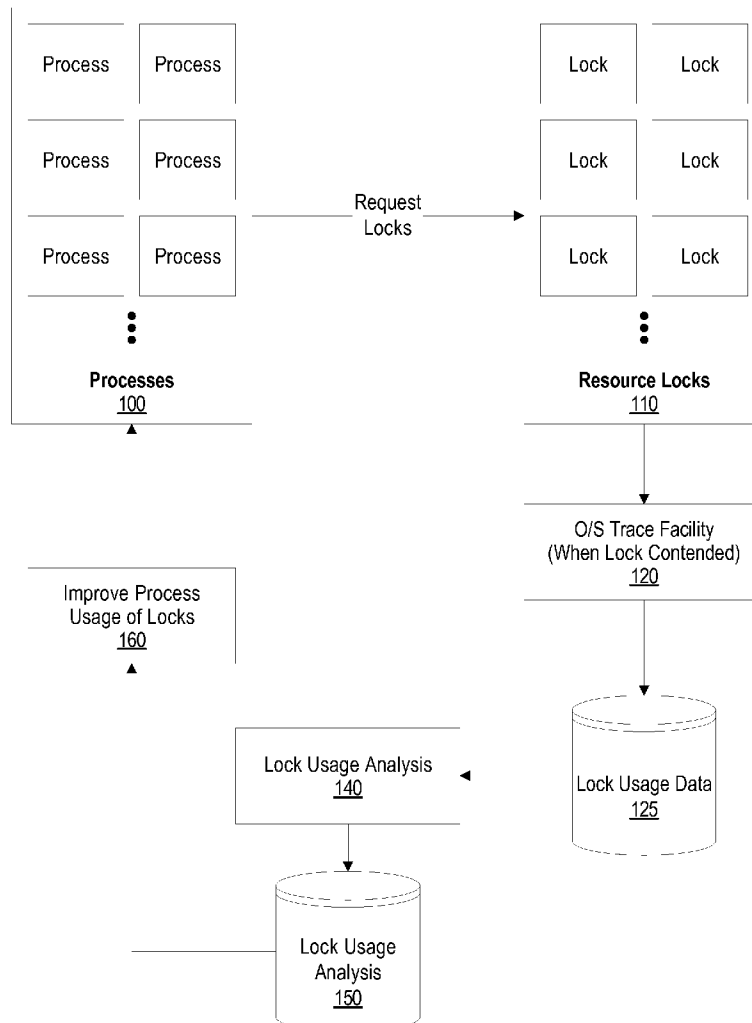 Process Process
Process Process
Process Process
Processes
100
Request
Locks
Lock Lock
Lock Lock
Lock Lock
Resource Locks
110
O/S Trace Facility
(When Lock Contended)
120
Improve Process
Usage of Locks
160
Lock Usage Data
125
Lock Usage Analysis
140
Lock Usage
Analysis
150